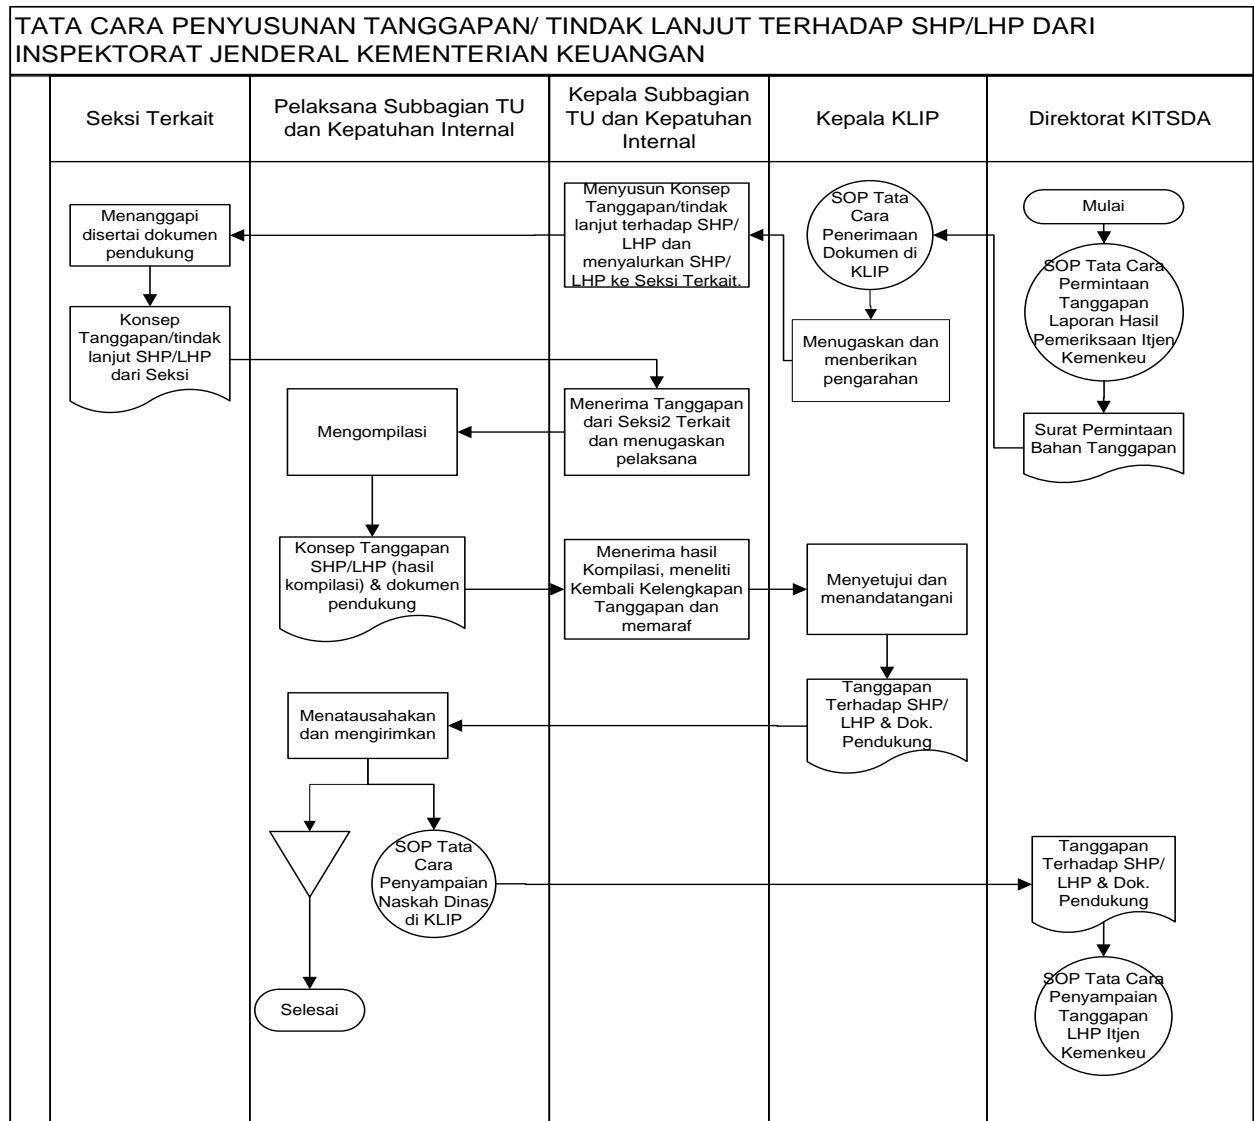 TATA CARA PENYUSUNAN TANGGAPAN/ TINDAK LANJUT TERHADAP SHP/LHP DARI
INSPEKTORAT JENDERAL KEMENTERIAN KEUANGAN
Seksi Terkait
Pelaksana Subbagian TU
dan Kepatuhan Internal
Kepala Subbagian
TU dan Kepatuhan
Internal
Kepala KLIP
Direktorat KITSDA
Menanggapi
disertai dokumen
pendukung
Menyusun Konsep
Tanggapan/tindak
lanjut terhadap SHP/
LHP dan
menyalurkan SHP/
LHP ke Seksi Terkait.
SOP Tata
Cara
Penerimaan
Dokumen di
KLIP
Mulai
SOP Tata Cara
Permintaan
Tanggapan
Laporan Hasil
Pemeriksaan Itjen
Kemenkeu
Konsep
Tanggapan/tindak
lanjut SHP/LHP
dari Seksi
Menugaskan dan
menberikan
pengarahan
Mengompilasi
Menerima Tanggapan
dari Seksi2 Terkait
dan menugaskan
pelaksana
Surat Permintaan
Bahan Tanggapan
Konsep Tanggapan
SHP/LHP (hasil
kompilasi) & dokumen
pendukung
Menerima hasil
Kompilasi, meneliti
Kembali Kelengkapan
Tanggapan dan
memaraf
Menyetujui dan
menandatangani
Tanggapan
Terhadap SHP/
LHP & Dok.
Pendukung
Menatausahakan
dan mengirimkan
SOP Tata
Cara
Penyampaian
Naskah Dinas
di KLIP
Tanggapan
Terhadap SHP/
LHP & Dok.
Pendukung
Selesai
SOP Tata Cara
Penyampaian
Tanggapan
LHP Itjen
Kemenkeu